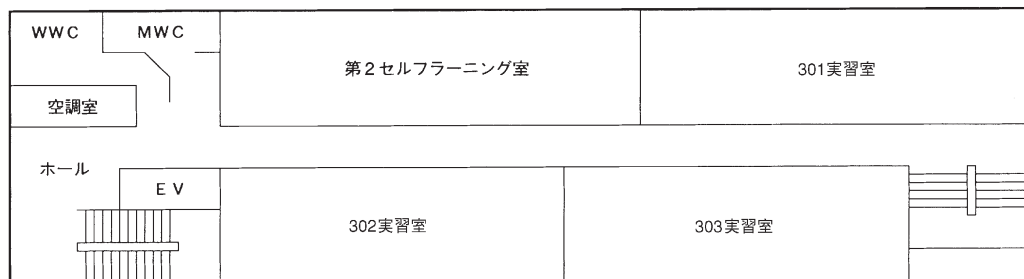 WWC
MWC
第2セルフラーニング室
301実習室
空調室
ホール
EV
302実習室
303実習室